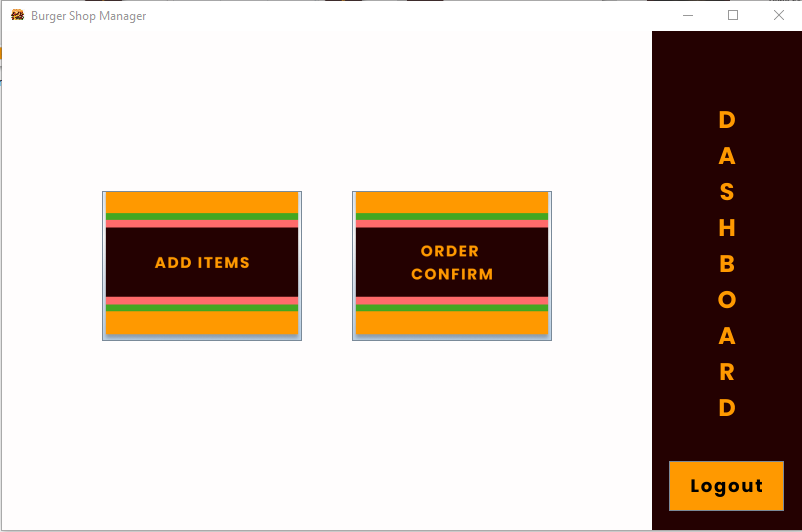 Burger Shop Manager
ADD ITEMS
ORDER
CONFIRM
D
A
S
H
B
O
A
R
D
Logout